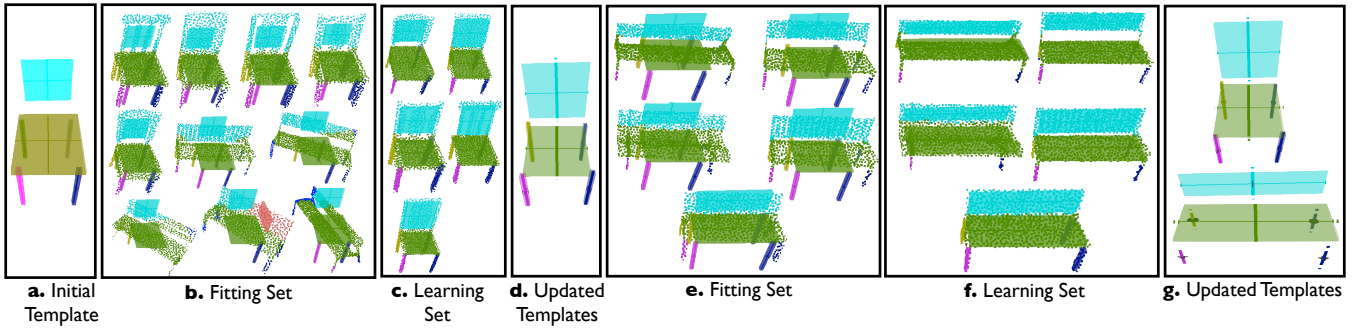 a. Initial Template
b. Fitting Set
c. Learning Set
d. Updated Templates
e. Fitting Set
f. Learning Set
g. Updated Templates